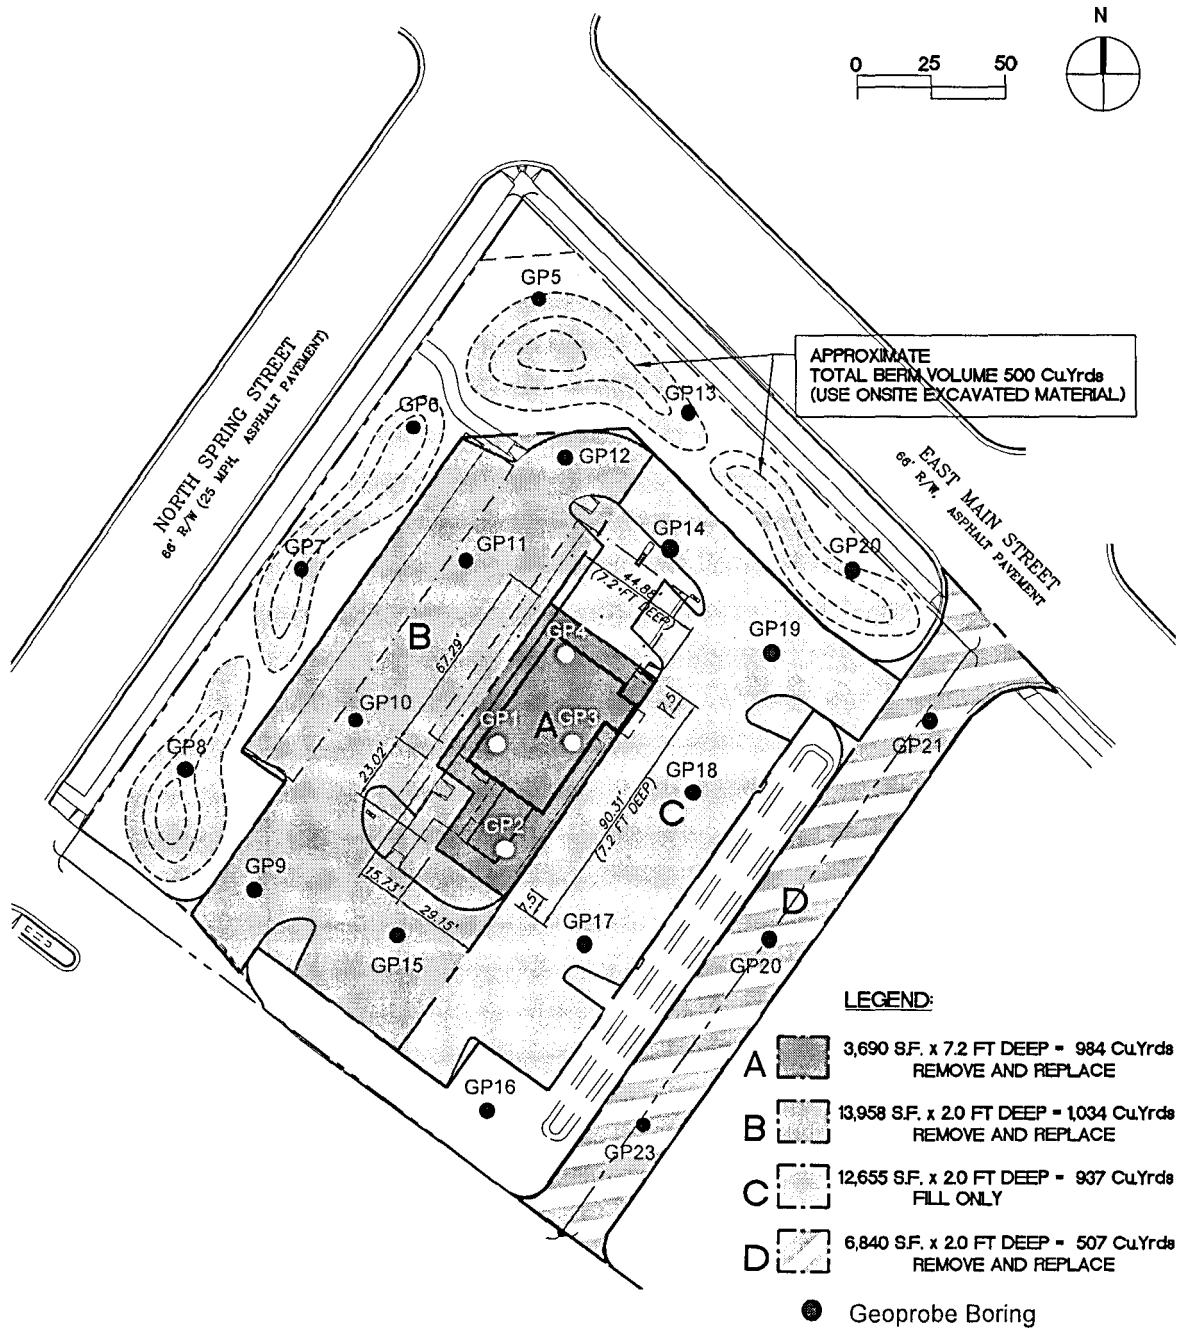 N
0 25 50
GP5
NORTH SPRING STREET
66' R/W (25 MPH, ASPHALT PAVEMENT)
APPROXIMATE
TOTAL BERM VOLUME 500 Cu.Yrds
(USE ONSITE EXCAVATED MATERIAL)
GP13
GP6
EAST MAIN STREET
66' R/W, ASPHALT PAVEMENT
GP12
GP14
GP11
GP7
GP20
44.88'
(7.2' FT DEEP)
B
GP19
GP4
67.29'
GP10
7.5'
GP1
A
GP3
GP21
GP8
23.02'
GP18
C
90.31'
(7.2 FT DEEP)
GP2
GP9
15.73'
29.15'
7.5'
D
GP17
GP15
GP20
LEGEND:
A 3,690 S.F. x 7.2 FT DEEP = 984 Cu.Yrds
REMOVE AND REPLACE
GP16
B 13,958 S.F. x 2.0 FT DEEP = 1,034 Cu.Yrds
REMOVE AND REPLACE
GP23
C 12,655 S.F. x 2.0 FT DEEP = 937 Cu.Yrds
FILL ONLY
D 6,840 S.F. x 2.0 FT DEEP = 507 Cu.Yrds
REMOVE AND REPLACE
Geoprobe Boring